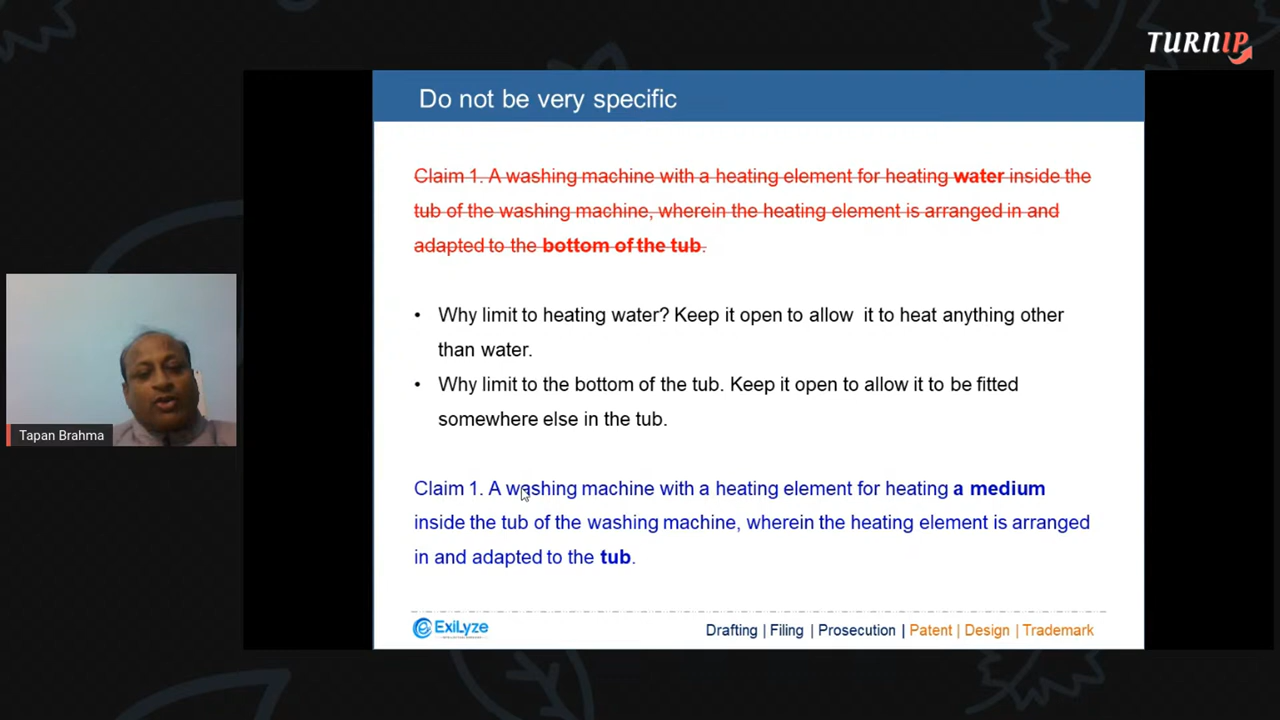 TURNIP
Do not be very specific
Claim 1. A washing machine with a heating element for heating water inside the
tub of the washing machine, wherein the heating element is arranged in and
adapted to the bottom of the tub.
• Why limit to heating water? Keep it open to allow it to heat anything other
than water.
• Why limit to the bottom of the tub. Keep it open to allow it to be fitted
somewhere else in the tub.
Tapan Brahma
Claim 1. A washing machine with a heating element for heating a medium
inside the tub of the washing machine, wherein the heating element is arranged
in and adapted to the tub.
ExiLyze
Drafting | Filing | Prosecution | Patent | Design | Trademark